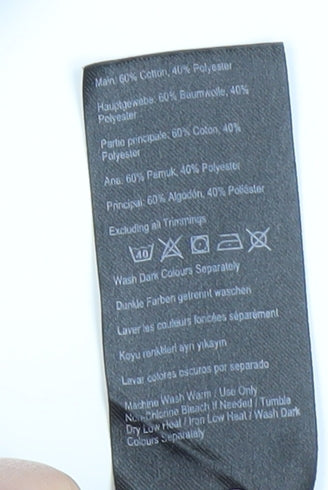 Main: 60% Cotton, 40% Polyester
Hauptgewebe: 60% Baumwolle, 40%
Polyester
Partie principale: 60% Coton, 40%
Polyester
Ana: 60% Pamuk, 40% Polyester
Principal: 60% Algodón, 40% Poliéster
Excluding all Trimmings
40
Wash Dark Colours Separately
Dunkle Farben getrennt waschen
Laver les couleurs foncées séparément
Koyu renkleri ayrı yıkayın
Lavar colores oscuros por separado
Machine Wash Warm / Use Only
Non-Chlorine Bleach If Needed / Tumble
Dry Low Heat / Iron Low Heat / Wash Dark
Colours Separately